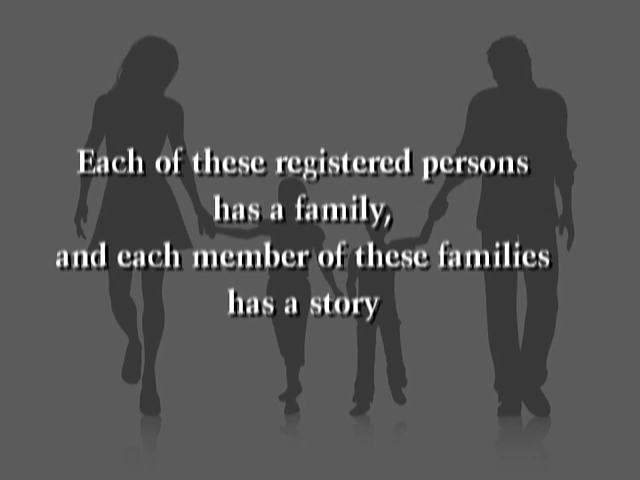 Each of these registered persons
has a family,
and each member of these families
has a story